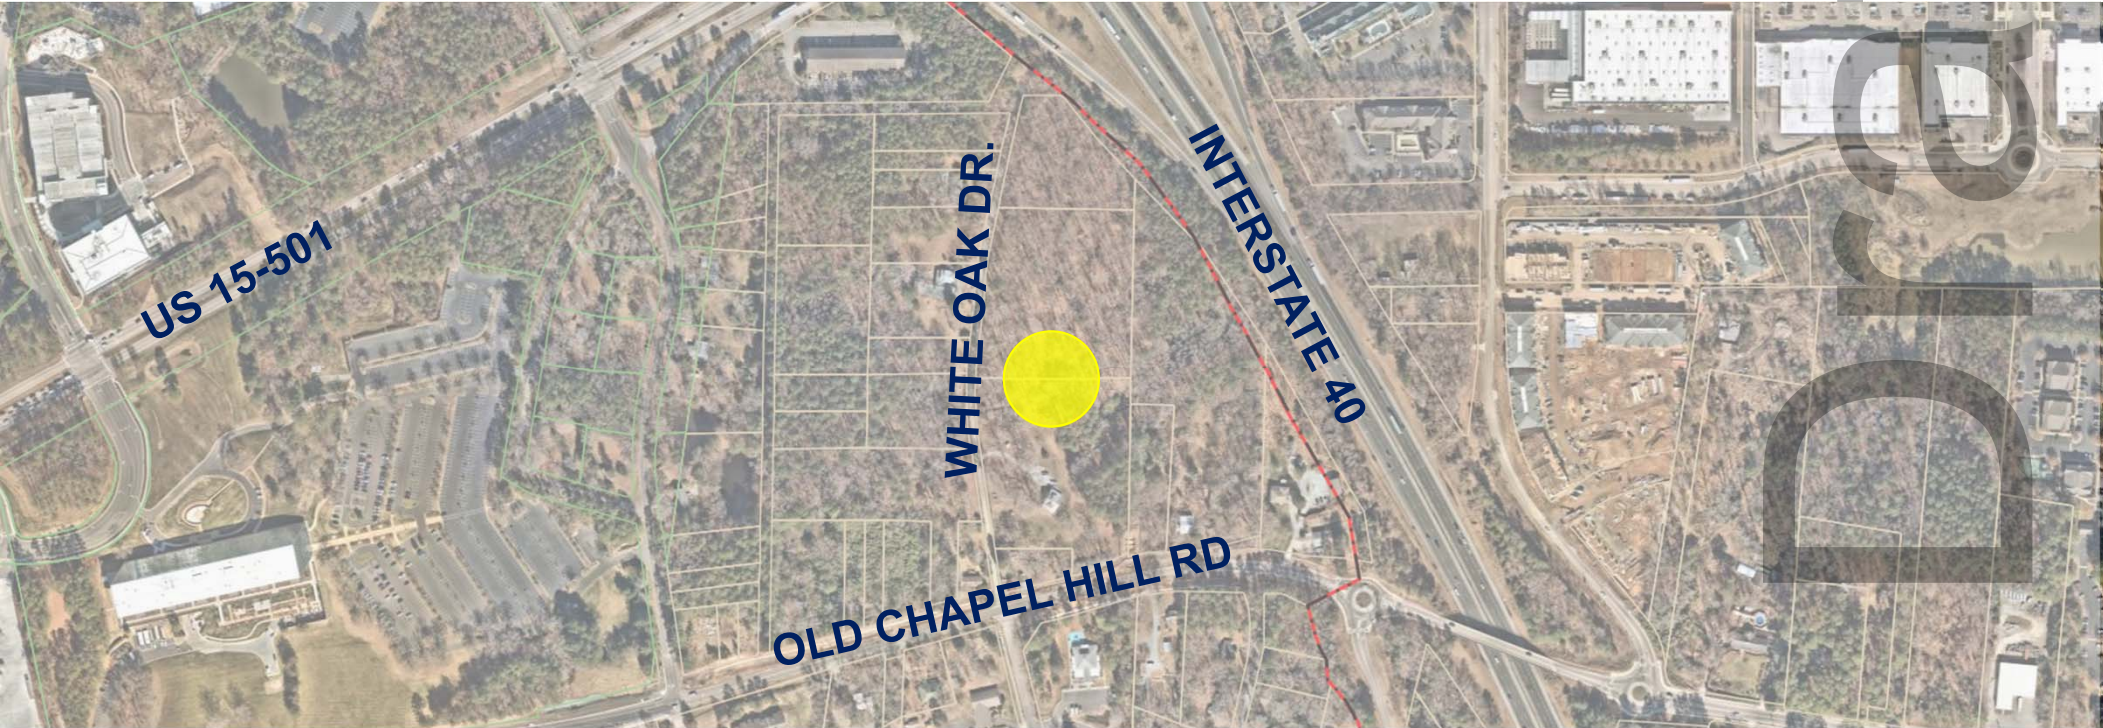 US 15-501
WHITE OAK DR.
INTERSTATE 40
OLD CHAPEL HILL RD